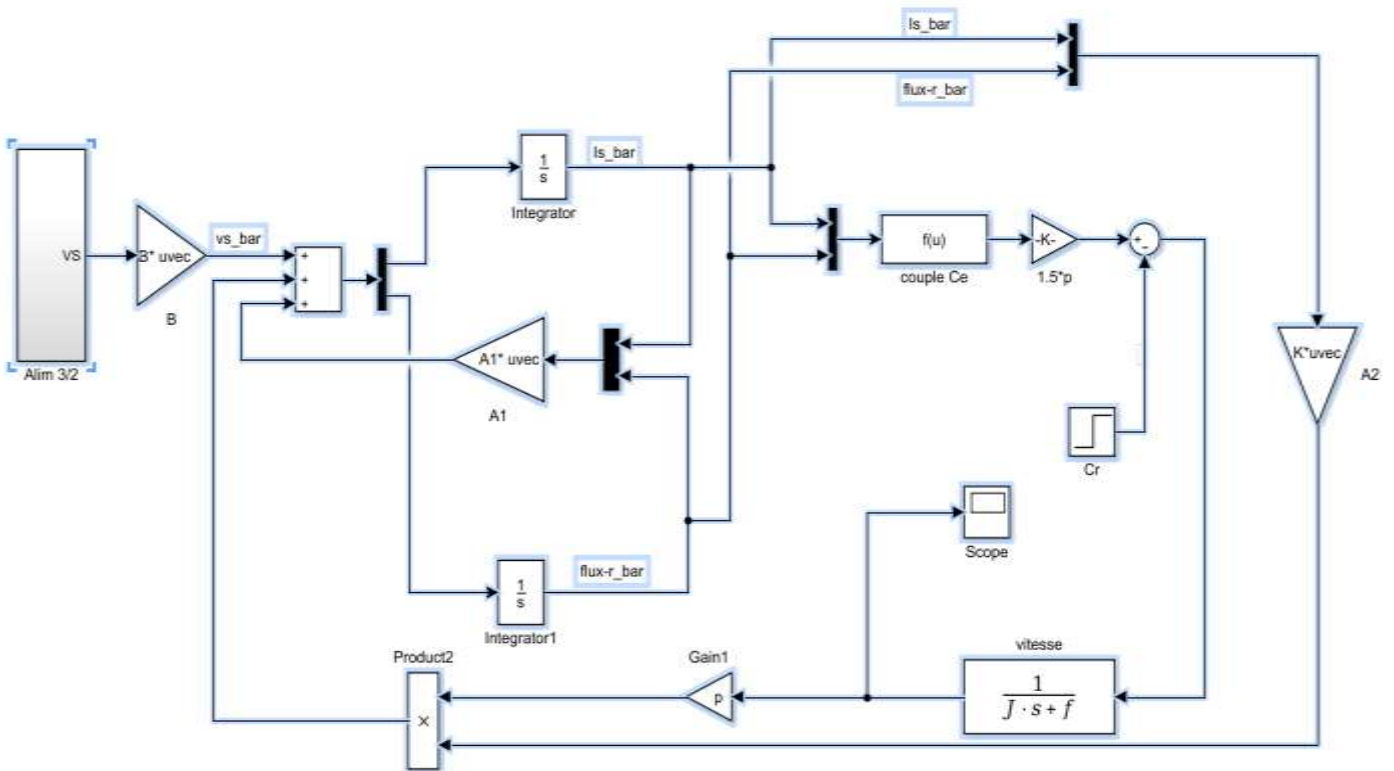 Is_bar
flux-r_bar
1
s
Integrator
Is_bar
VS
Alim 3/2
B* uvec
B
vs_bar
+
+
+
f(u)
couple Ce
-K-
1.5*p
+
-
A1* uvec
A1
K*uvec
A2
Cr
Scope
1
s
Integrator1
flux-r_bar
Product2
×
Gain1
p
vitesse
1
J · s + f